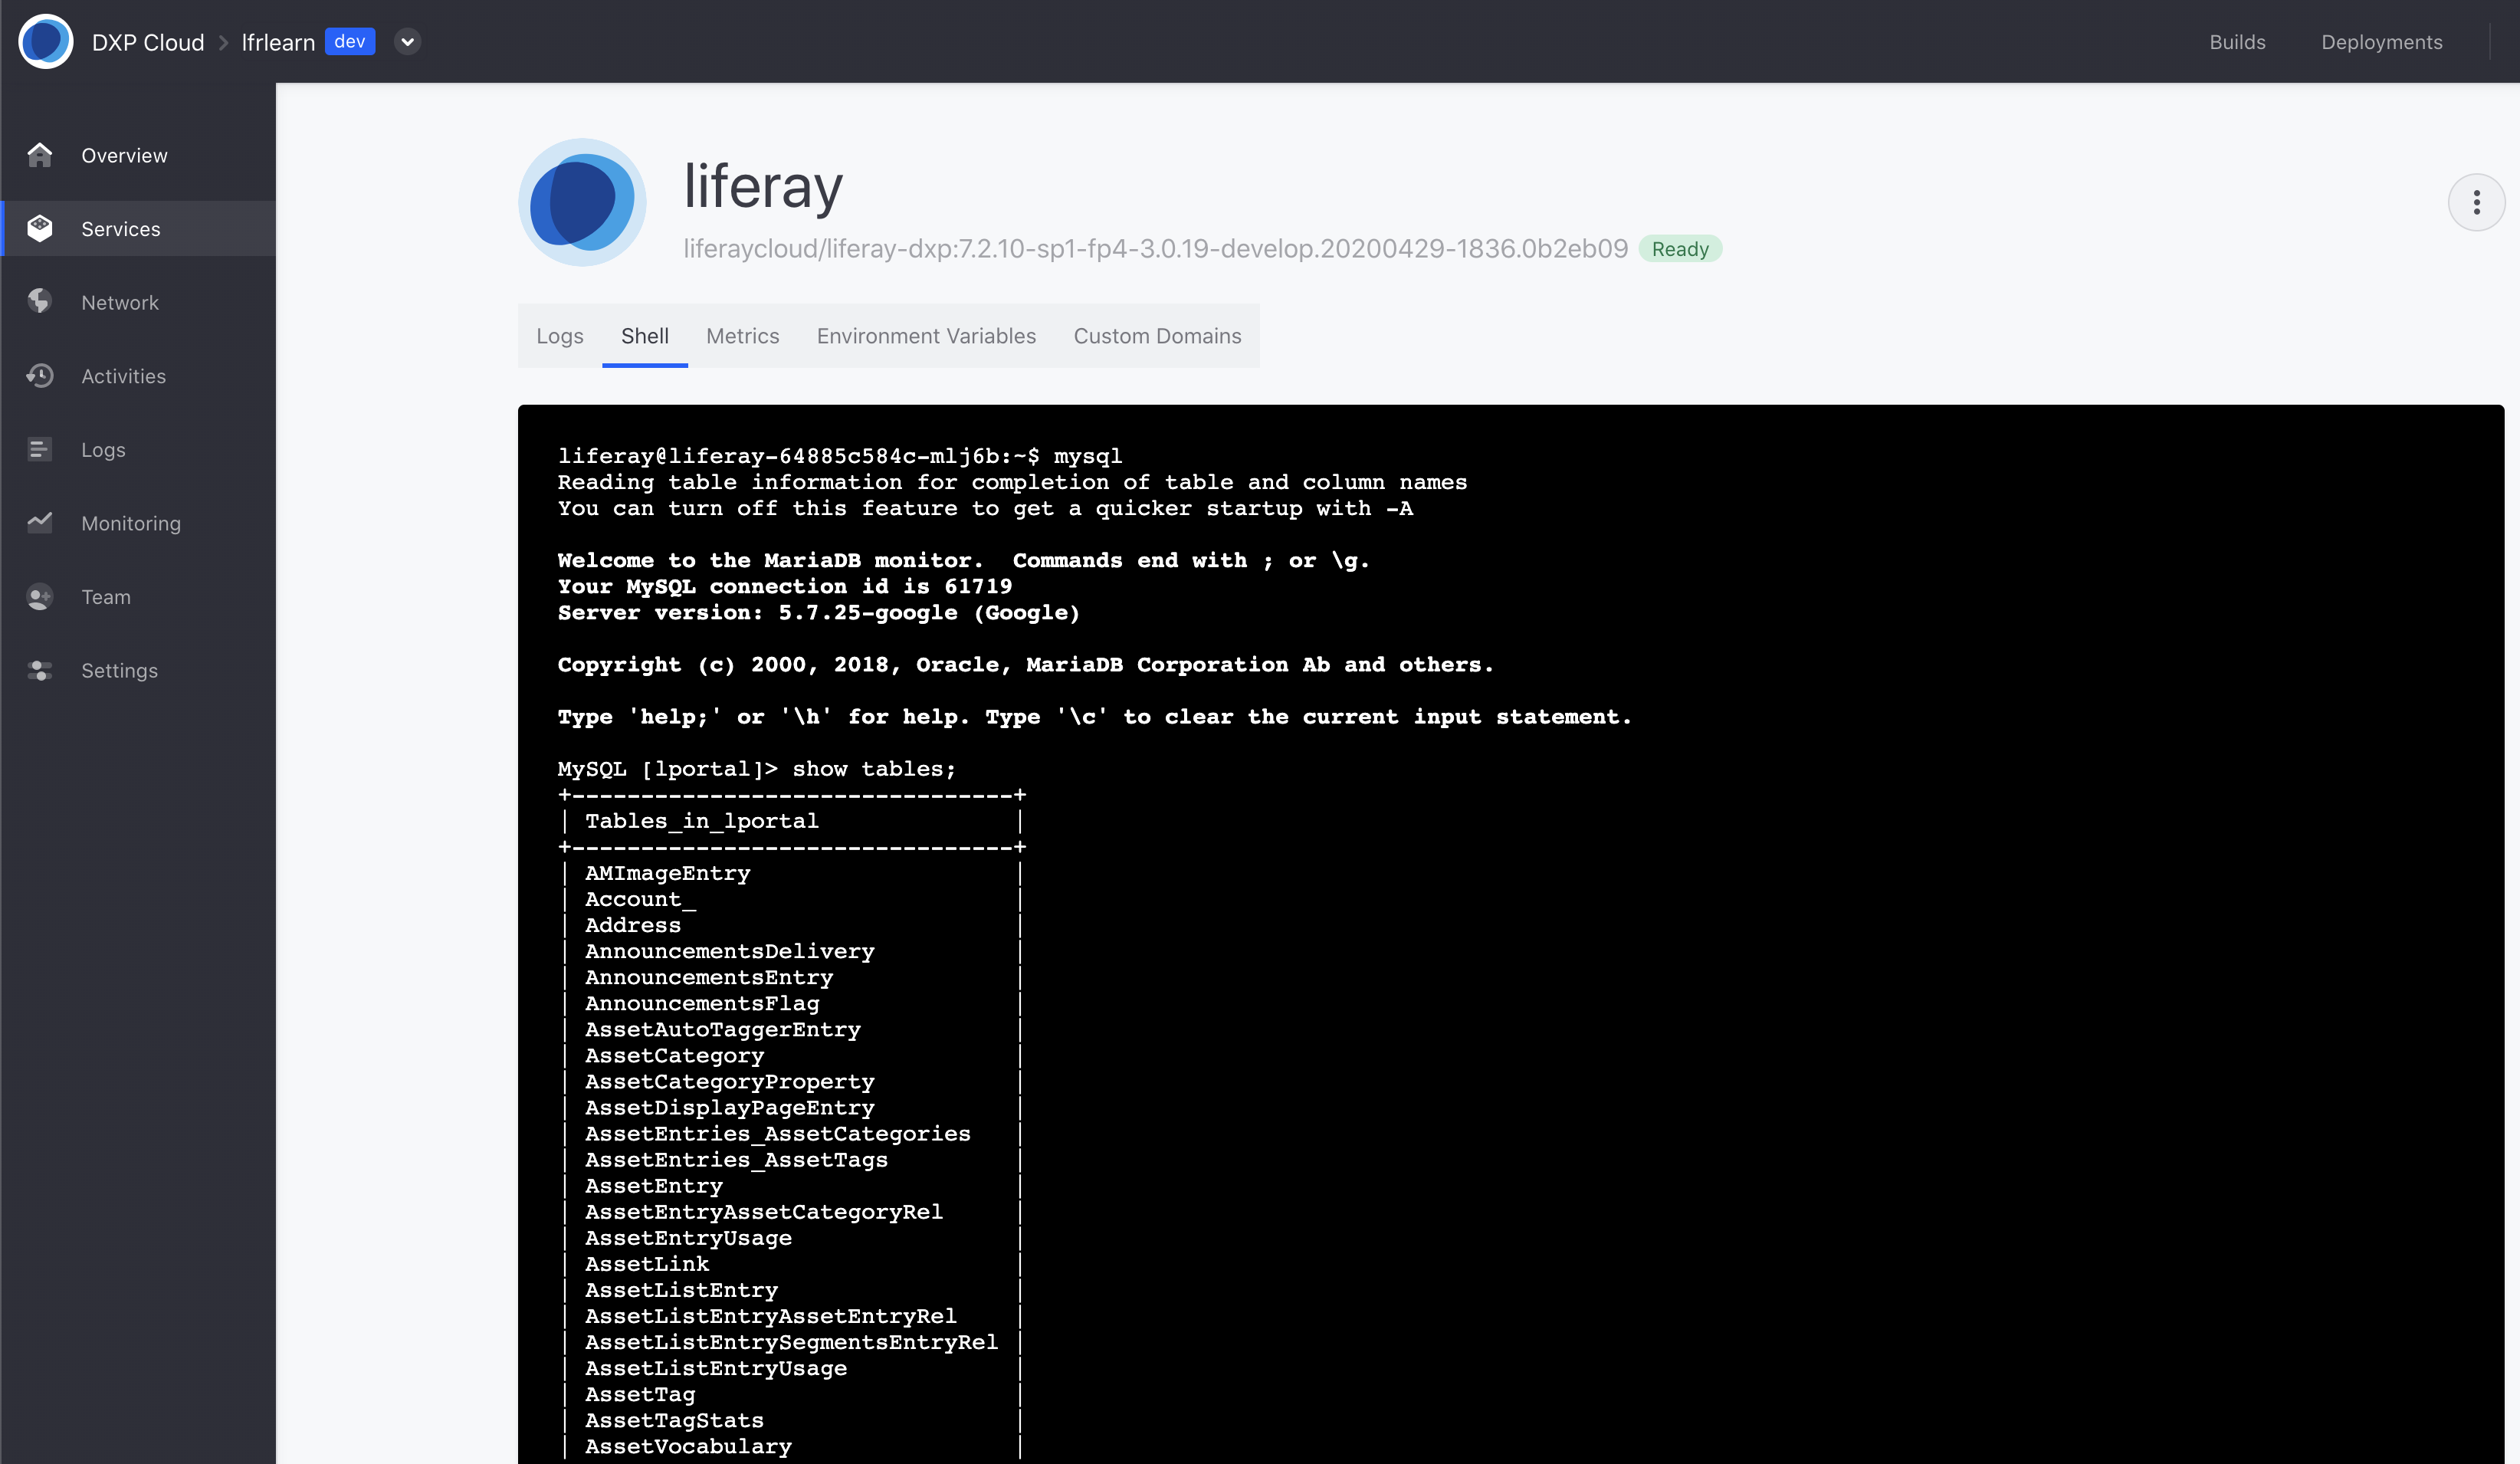 DXP Cloud > lfrlearn dev
Builds Deployments
Overview
Services
Network
Activities
Logs
Monitoring
Team
Settings
liferay
liferaycloud/liferay-dxp:7.2.10-sp1-fp4-3.0.19-develop.20200429-1836.0b2eb09 Ready
Logs Shell Metrics Environment Variables Custom Domains
liferay@liferay-64885c584c-mlj6b:~$ mysql
Reading table information for completion of table and column names
You can turn off this feature to get a quicker startup with -A
Welcome to the MariaDB monitor.  Commands end with ; or \g.
Your MySQL connection id is 61719
Server version: 5.7.25-google (Google)
Copyright (c) 2000, 2018, Oracle, MariaDB Corporation Ab and others.
Type 'help;' or '\h' for help. Type '\c' to clear the current input statement.
MySQL [lportal]> show tables;
+--------------------------------+
| Tables_in_lportal              |
+--------------------------------+
| AMImageEntry                   |
| Account_                       |
| Address                        |
| AnnouncementsDelivery          |
| AnnouncementsEntry             |
| AnnouncementsFlag              |
| AssetAutoTaggerEntry           |
| AssetCategory                  |
| AssetCategoryProperty          |
| AssetDisplayPageEntry          |
| AssetEntries_AssetCategories   |
| AssetEntries_AssetTags         |
| AssetEntry                     |
| AssetEntryAssetCategoryRel     |
| AssetEntryUsage                |
| AssetLink                      |
| AssetListEntry                 |
| AssetListEntryAssetEntryRel    |
| AssetListEntrySegmentsEntryRel |
| AssetListEntryUsage            |
| AssetTag                       |
| AssetTagStats                  |
| AssetVocabulary                |